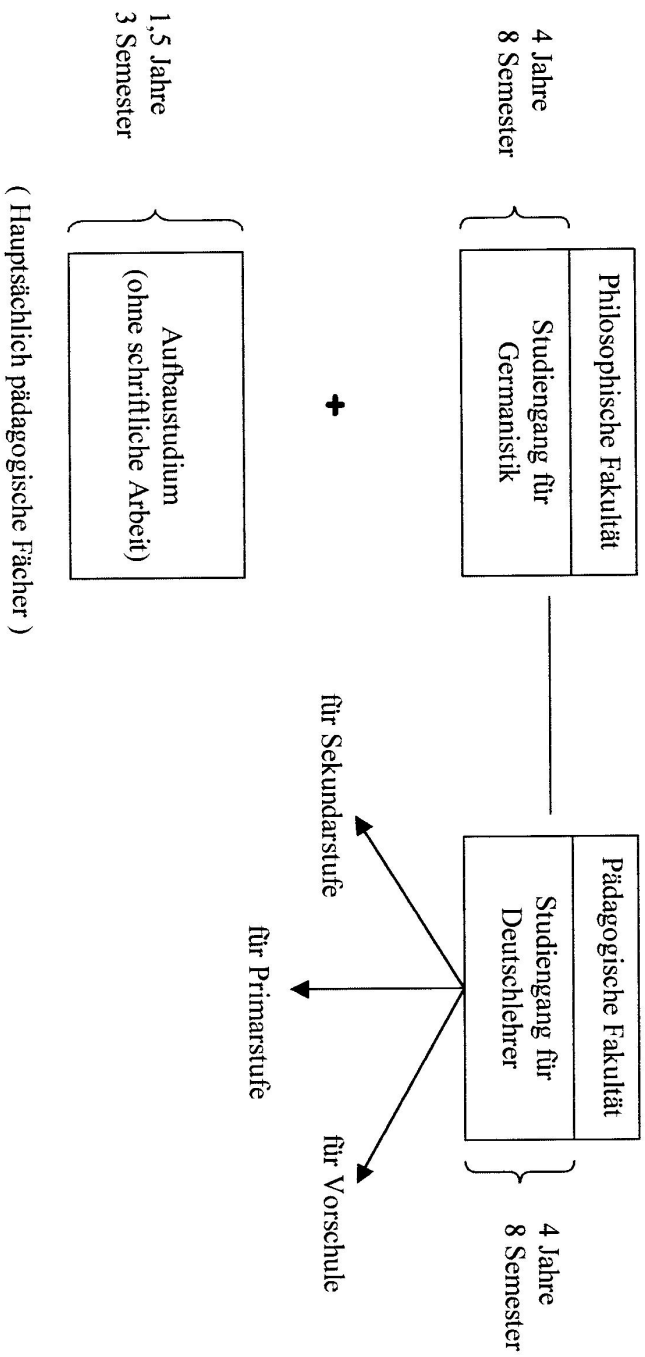 Philosophische Fakultät
Studiengang für
Germanistik
4 Jahre
8 Semester
+
Aufbaustudium
(ohne schriftliche Arbeit)
1,5 Jahre
3 Semester
( Hauptsächlich pädagogische Fächer )
Pädagogische Fakultät
Studiengang für
Deutschlehrer
4 Jahre
8 Semester
für Sekundarstufe
für Primarstufe
für Vorschule